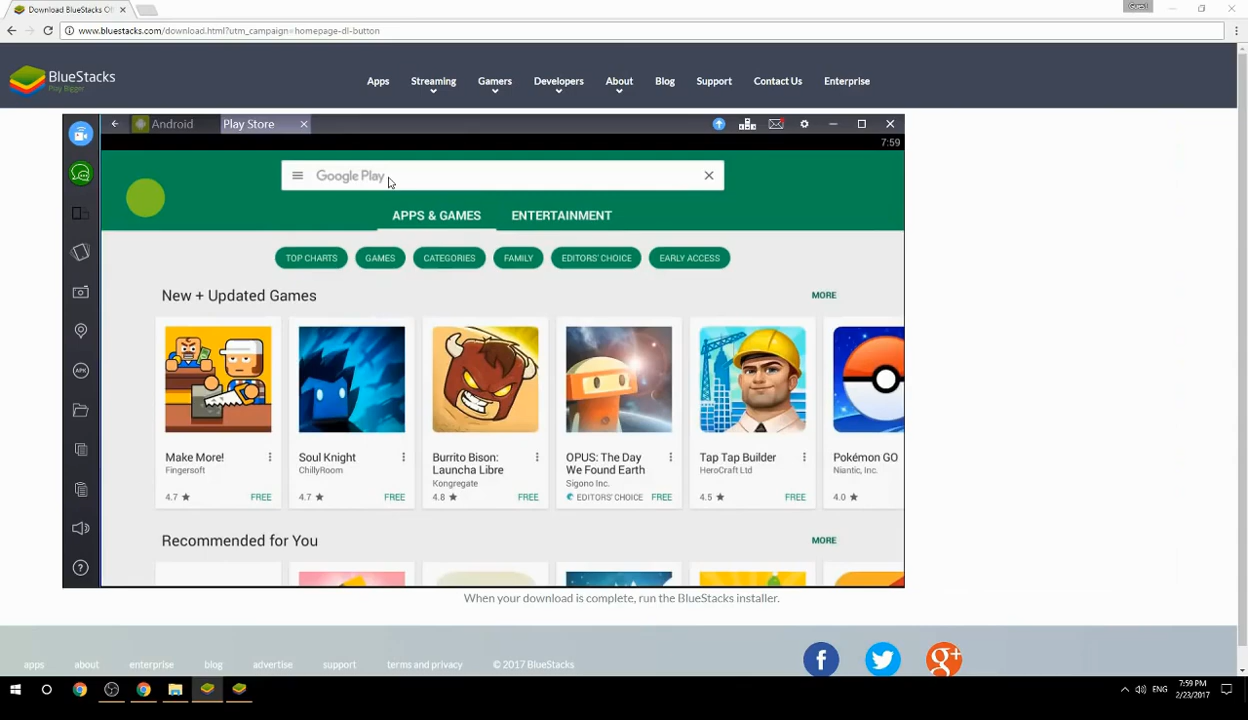 Download BlueStacks Of
Guest
www.bluestacks.com/download.html?utm_campaign=homepage-dl-button
BlueStacks
Play Bigger
Apps Streaming Gamers Developers About Blog Support Contact Us Enterprise
Android Play Store
7:59
Google Play
APPS & GAMES ENTERTAINMENT
TOP CHARTS GAMES CATEGORIES FAMILY EDITORS' CHOICE EARLY ACCESS
New + Updated Games MORE
Make More!
Fingersoft
4.7 FREE
Soul Knight
ChillyRoom
4.7 FREE
Burrito Bison:
Launcha Libre
Kongregate
4.8 FREE
OPUS: The Day
We Found Earth
Sigono Inc.
EDITORS' CHOICE FREE
Tap Tap Builder
HeroCraft Ltd
4.5 FREE
Pokémon GO
Niantic, Inc.
4.0
APK
Recommended for You MORE
When your download is complete, run the BlueStacks installer.
apps about enterprise blog advertise support terms and privacy © 2017 BlueStacks
ENG
7:59 PM
2/23/2017